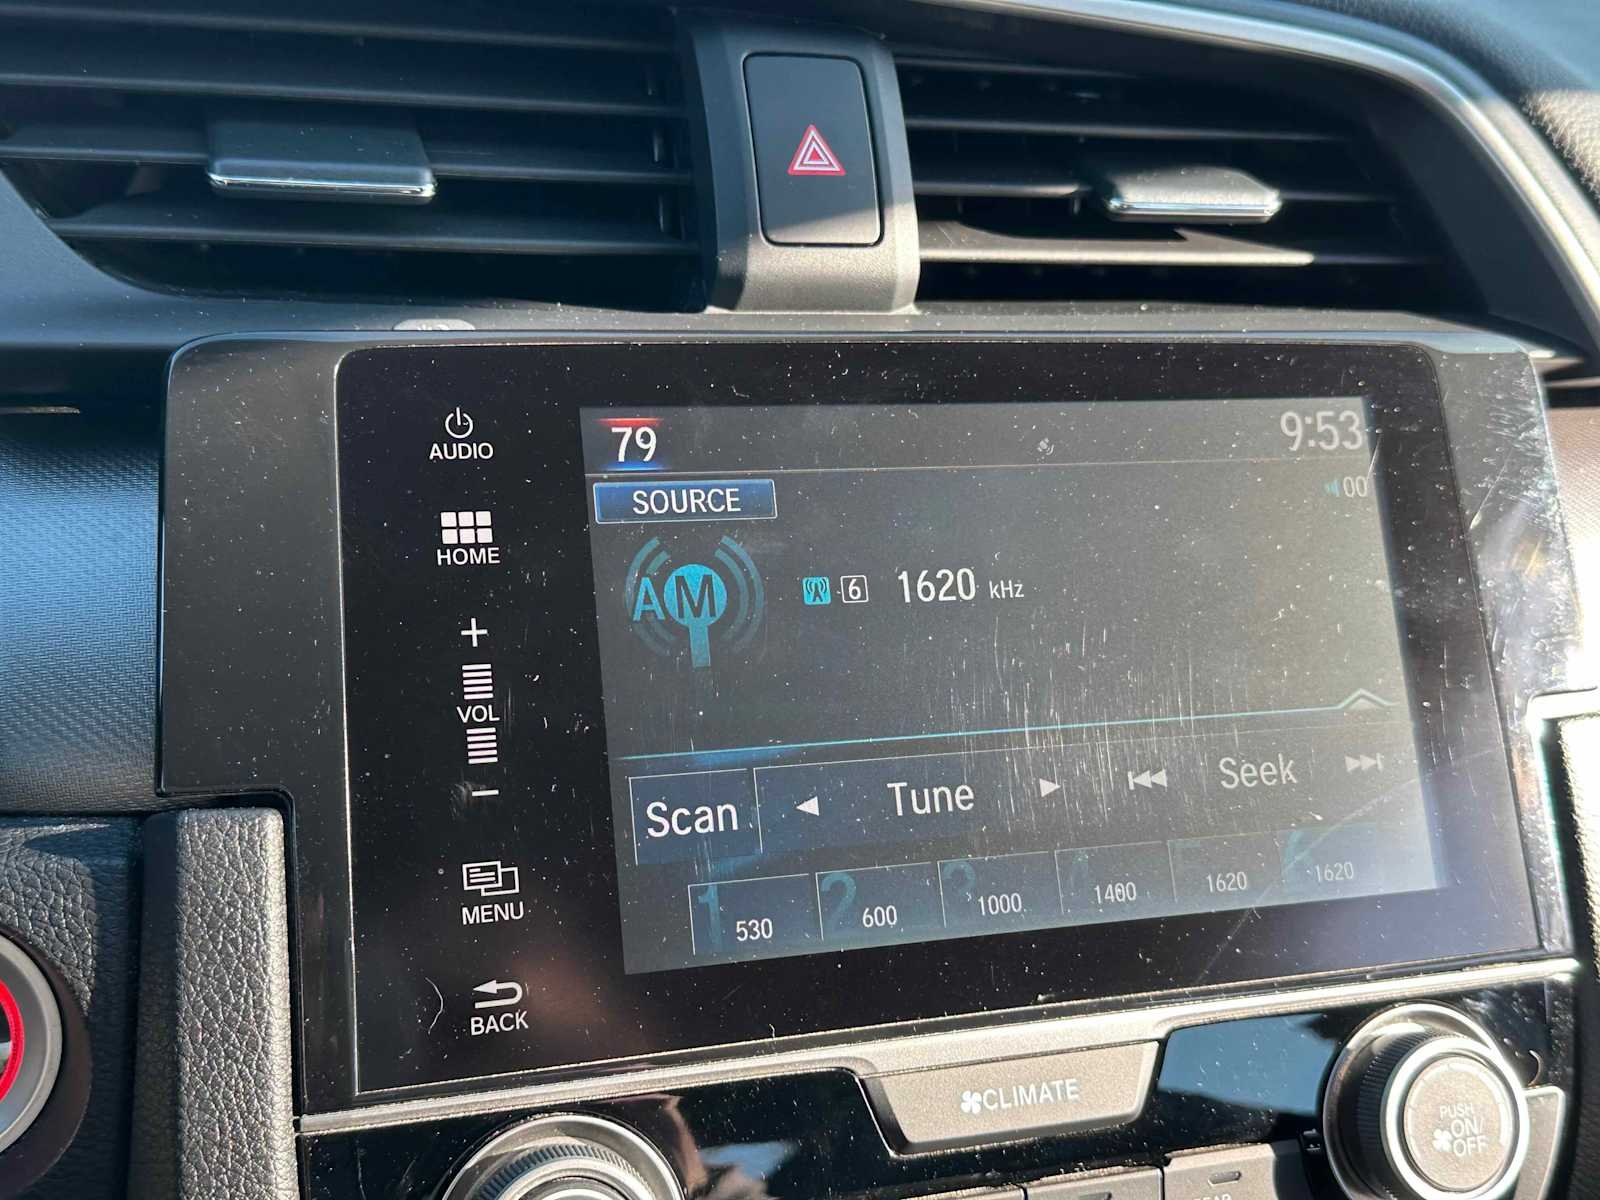 AUDIO
HOME
+
VOL
-
MENU
BACK
79
9:53
SOURCE
00
AM
6 1620 kHz
Scan
Tune
Seek
1 530
2 600
3 1000
4 1400
5 1620
6 1620
CLIMATE
PUSH
ON/
OFF